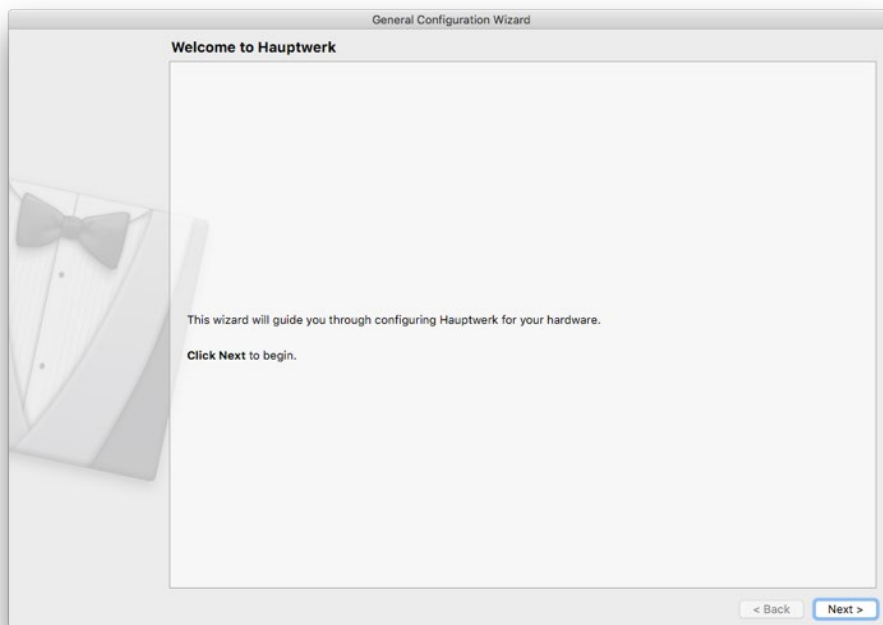 General Configuration Wizard
Welcome to Hauptwerk
This wizard will guide you through configuring Hauptwerk for your hardware.
Click Next to begin.
< Back Next >